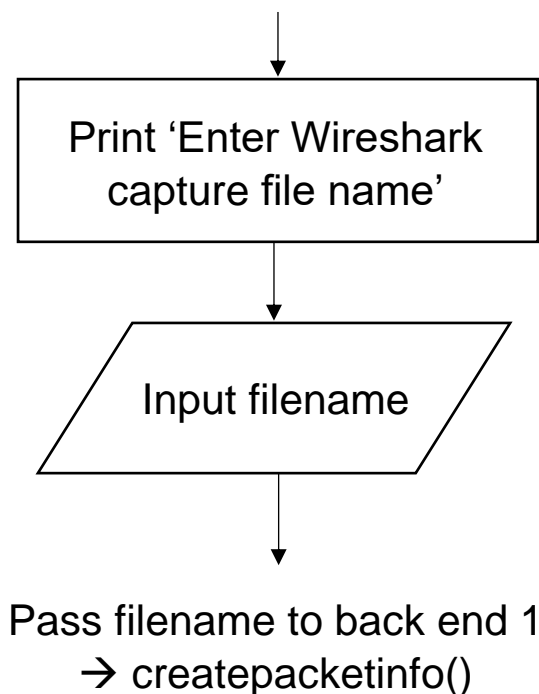 Print ‘Enter Wireshark
capture file name’
Input filename
Pass filename to back end 1
→ createpacketinfo()